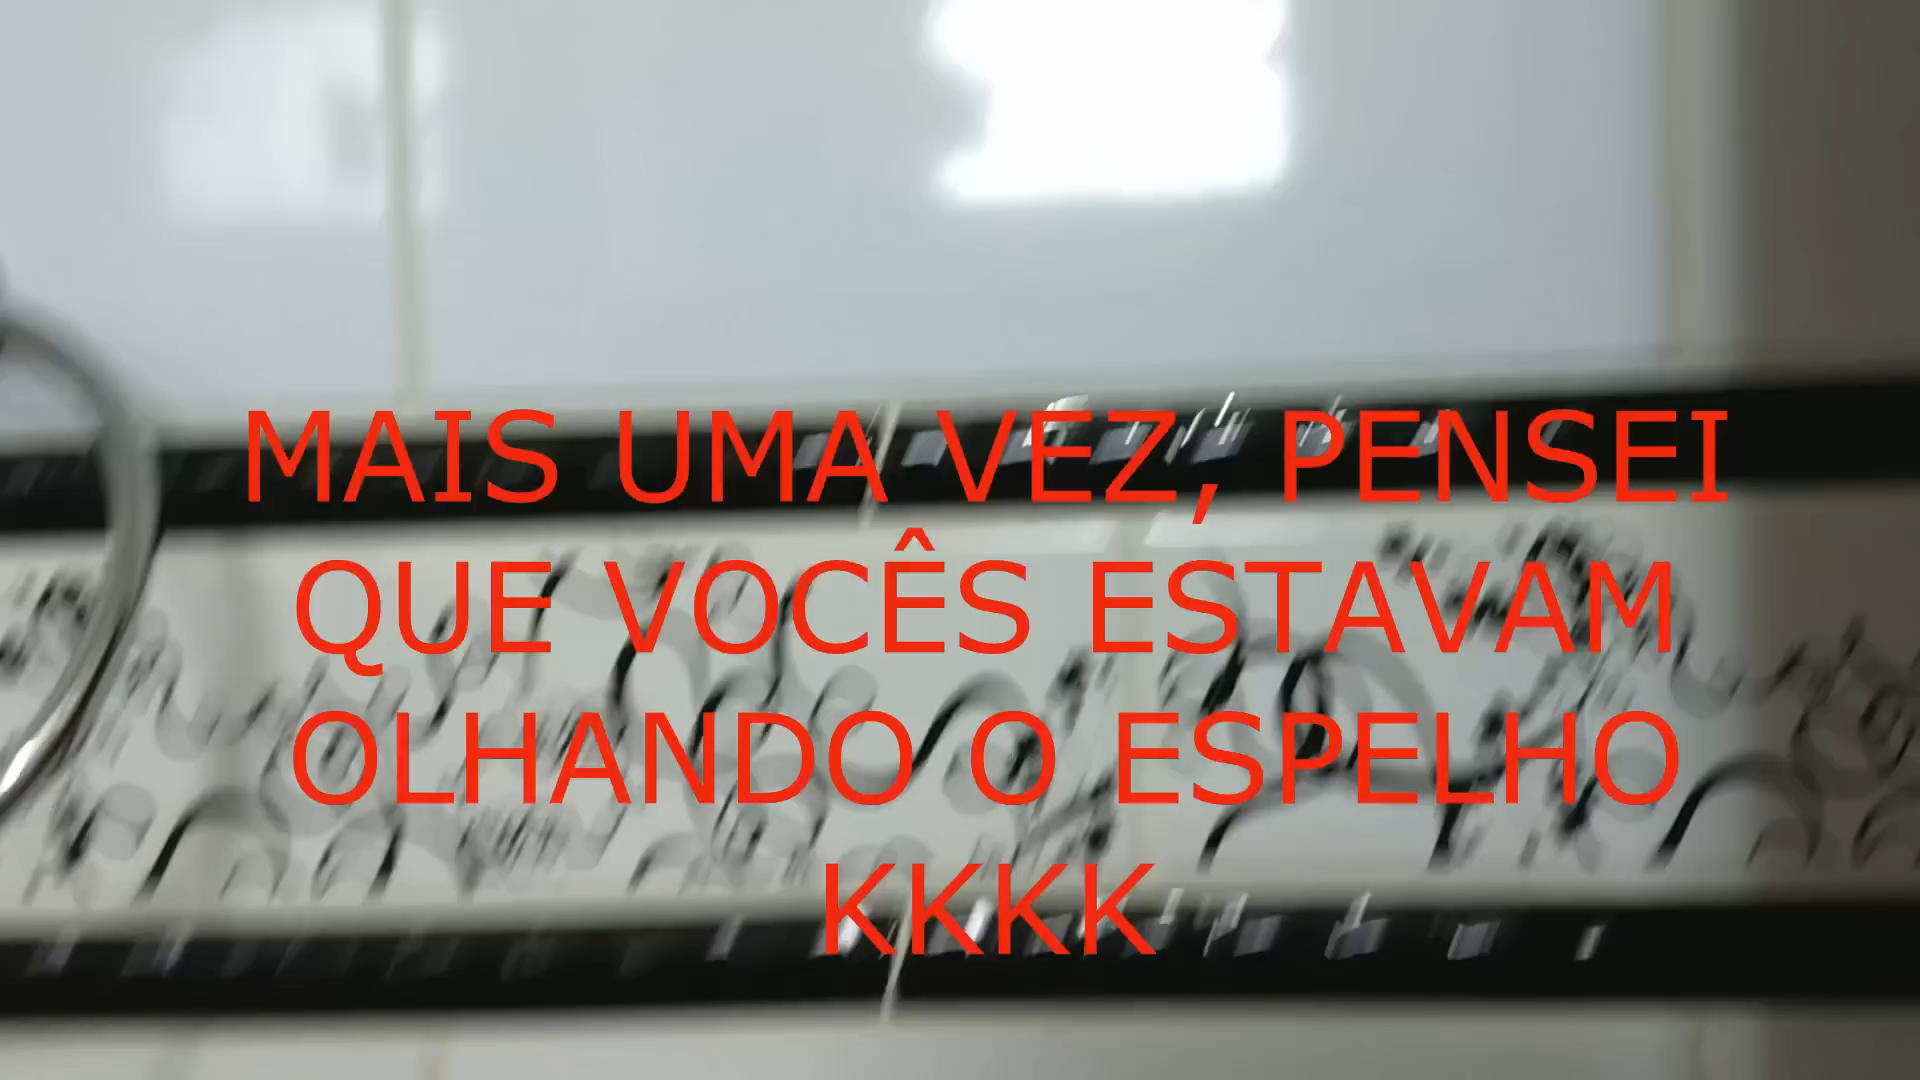 MAIS UMA VEZ, PENSEI
QUE VOCÊS ESTAVAM
OLHANDO O ESPELHO
KKKK